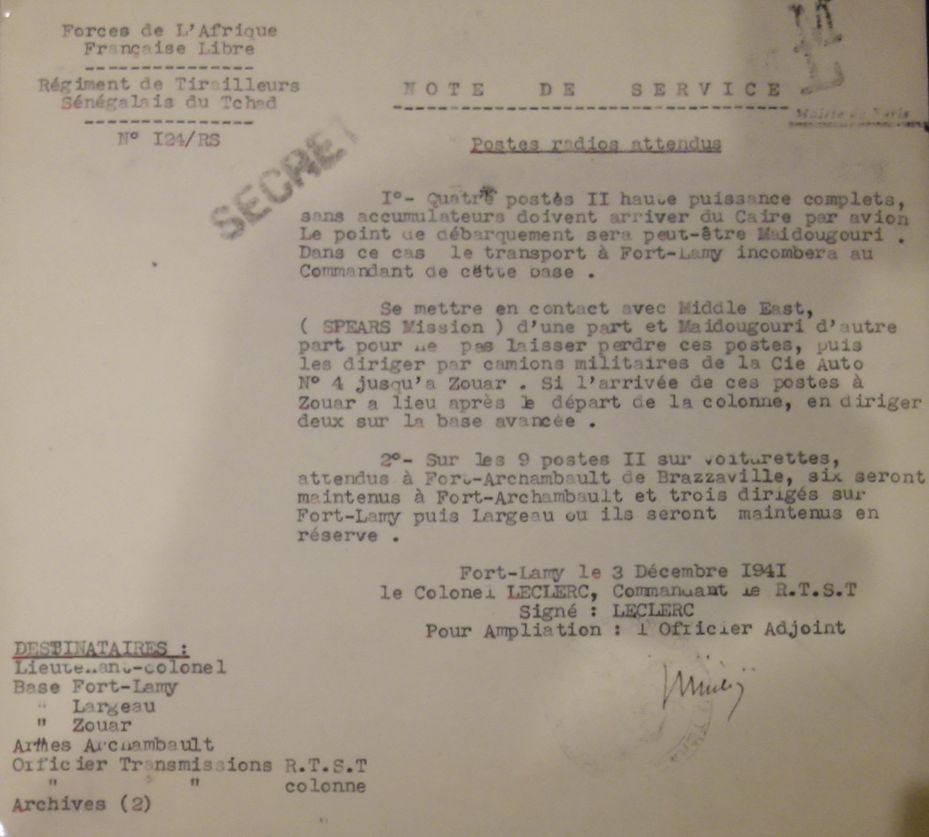 Forces de L'Afrique
Française Libre
Régiment de Tirailleurs
Sénégalais du Tchad
N° I24/RS
SECRET
NOTE DE SERVICE
Mairie de Paris
Postes radios attendus
I°- Quatre postes II haute puissance complets,
sans accumulateurs doivent arriver du Caire par avion
Le point de débarquement sera peut-être Maidougouri .
Dans ce cas le transport à Fort-Lamy incombera au
Commandant de cette base .
Se mettre en contact avec Middle East,
( SPEARS Mission ) d'une part et Maidougouri d'autre
part pour ne pas laisser perdre ces postes, puis
les diriger par camions militaires de la Cie Auto
N° 4 jusqu'a Zouar . Si l'arrivée de ces postes à
Zouar a lieu après le départ de la colonne, en diriger
deux sur la base avancée .
2°- Sur les 9 postes II sur voiturettes,
attendus à Fort-Archambault de Brazzaville, six seront
maintenus à Fort-Archambault et trois dirigés sur
Fort-Lamy puis Largeau ou ils seront maintenus en
réserve .
Fort-Lamy le 3 Décembre I94I
le Colonel LECLERC, Commandant le R.T.S.T
Signé : LECLERC
Pour Ampliation : l'Officier Adjoint
DESTINATAIRES :
Lieutenant-colonel
Base Fort-Lamy
" Largeau
" Zouar
Armes Archambault
Officier Transmissions R.T.S.T
" " " colonne
Archives (2)